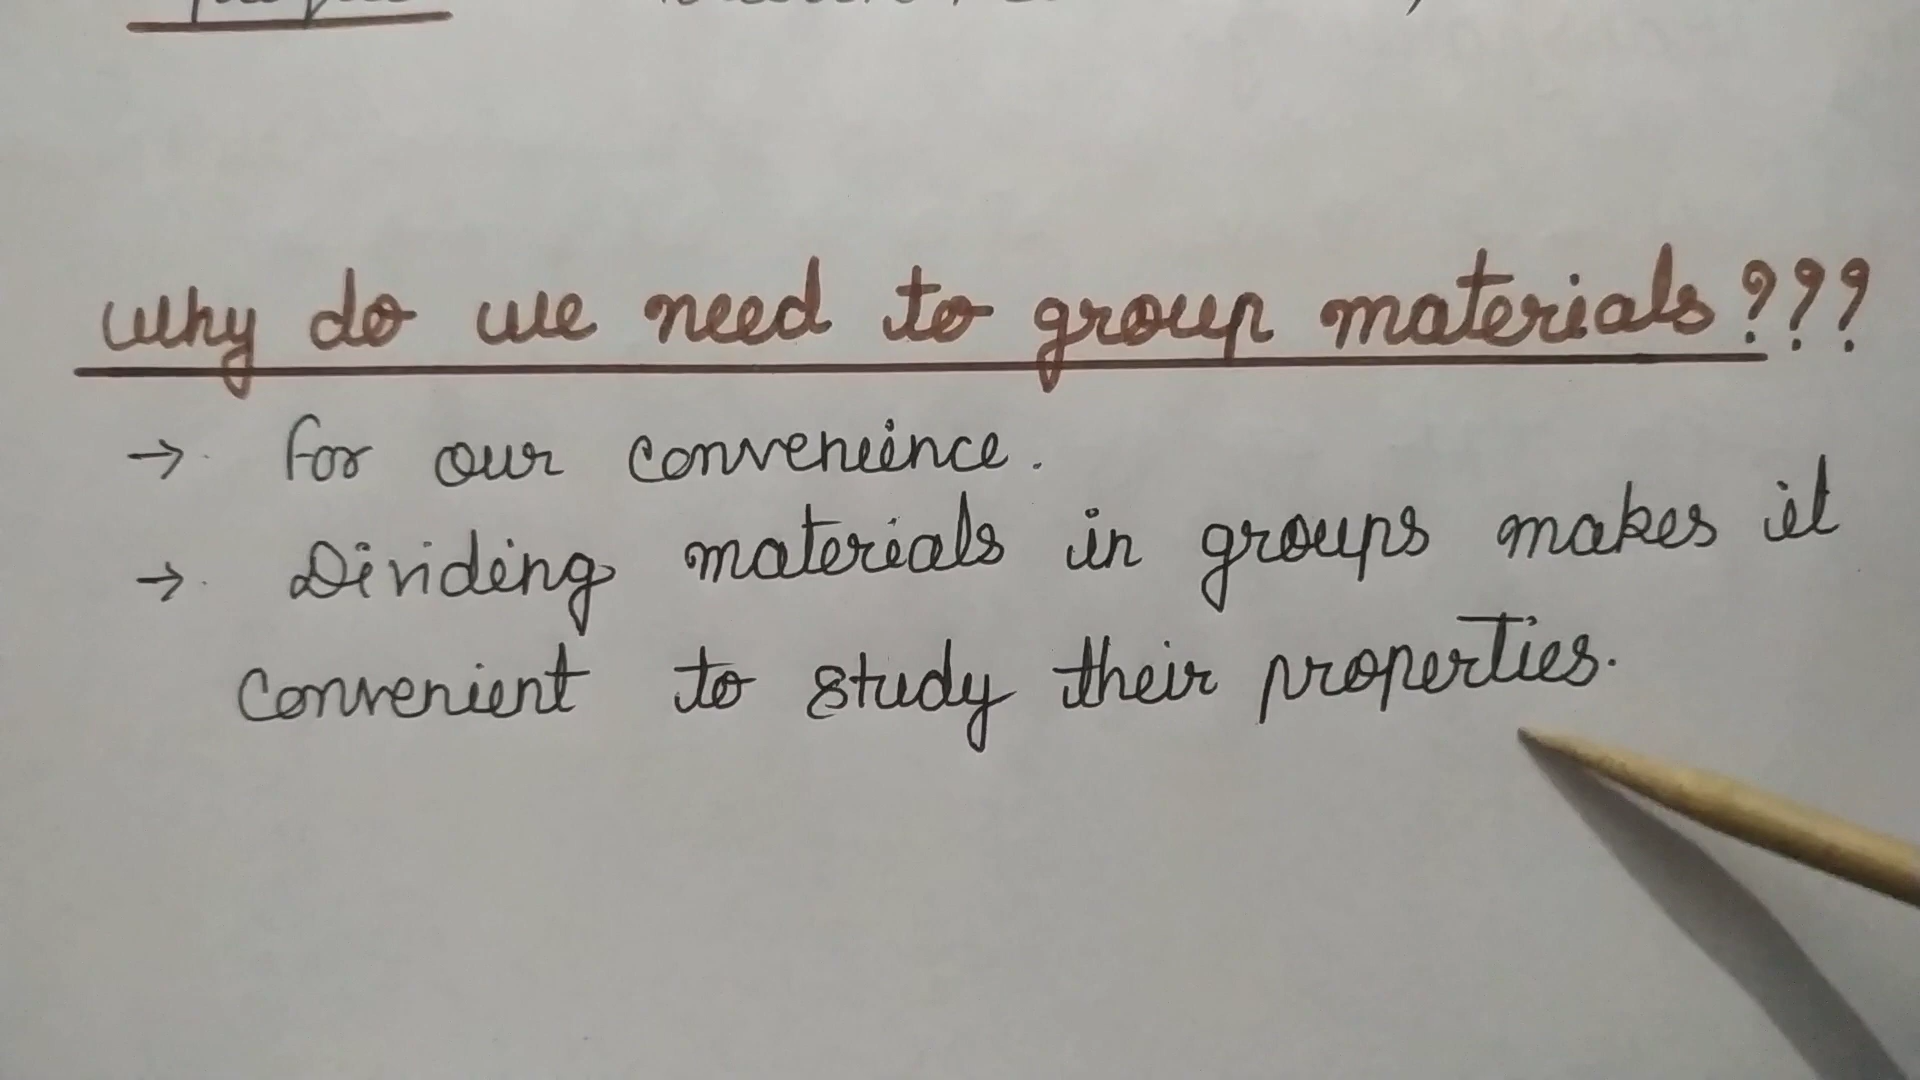 Why do we need to group materials???
→ For our conveneince.
→ Dividing materials in groups makes it
convenient to study their properties.